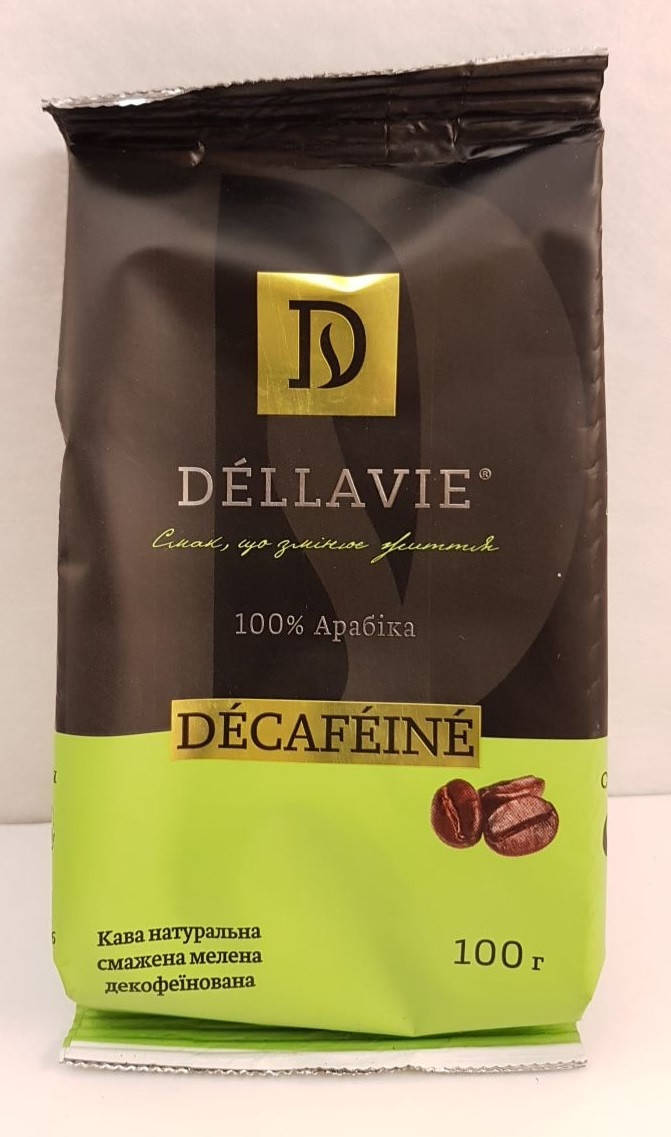 D
DÉLLAVIE®
Смак, що змінює життя
100% Арабіка
DÉCAFÉINÉ
Кава натуральна
смажена мелена
декофеїнована
100 г